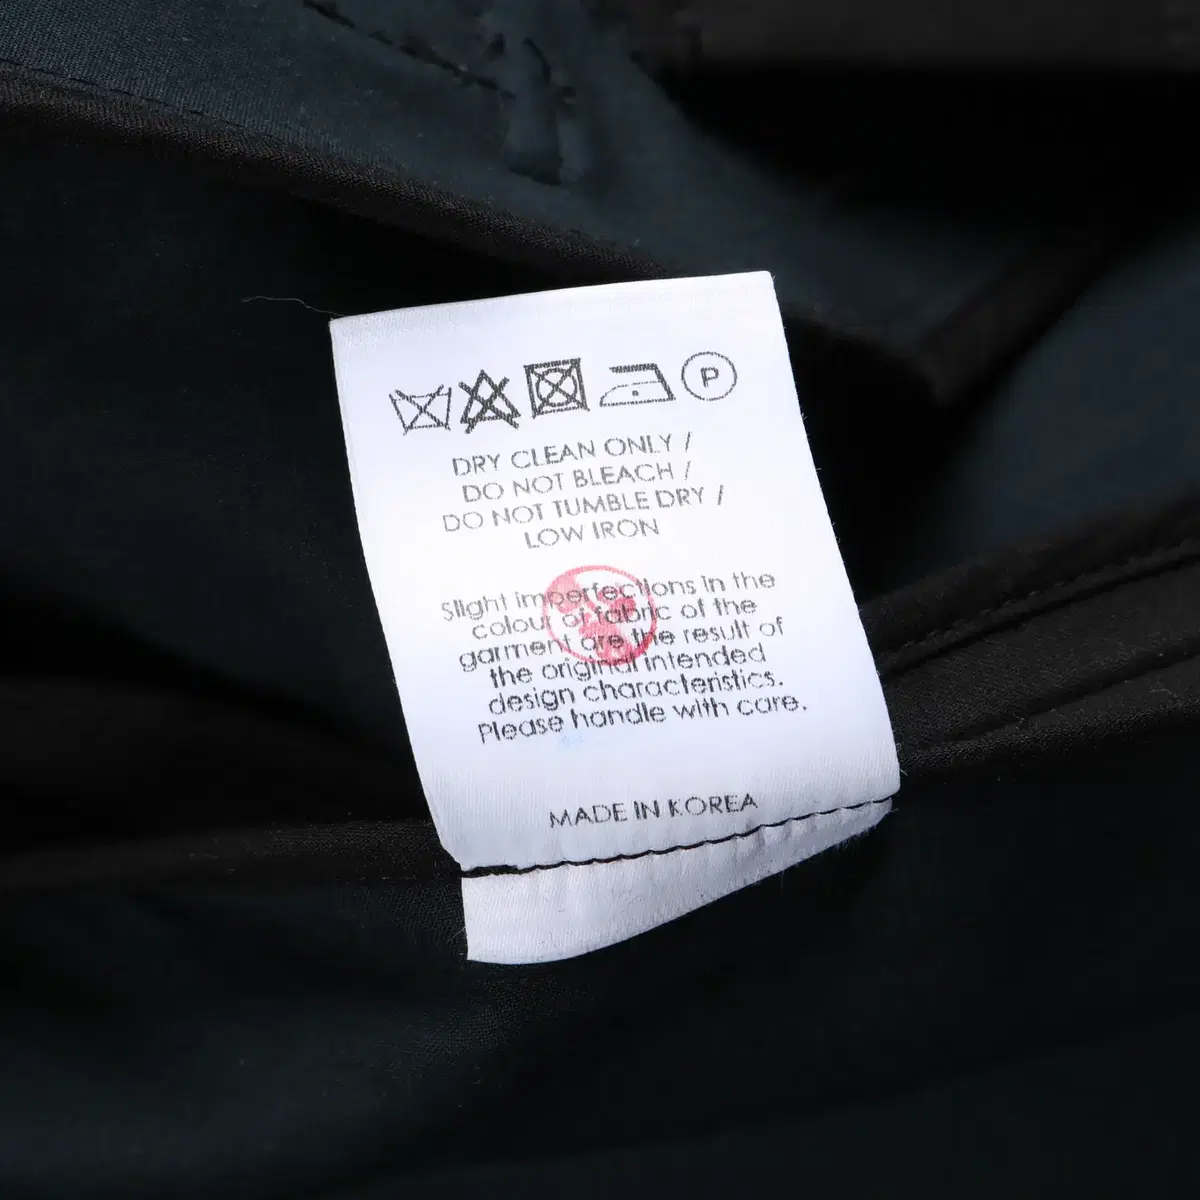 P
DRY CLEAN ONLY /
DO NOT BLEACH /
DO NOT TUMBLE DRY /
LOW IRON
Slight imperfections in the
colour of fabric of the
garment are the result of
the original intended
design characteristics.
Please handle with care.
MADE IN KOREA